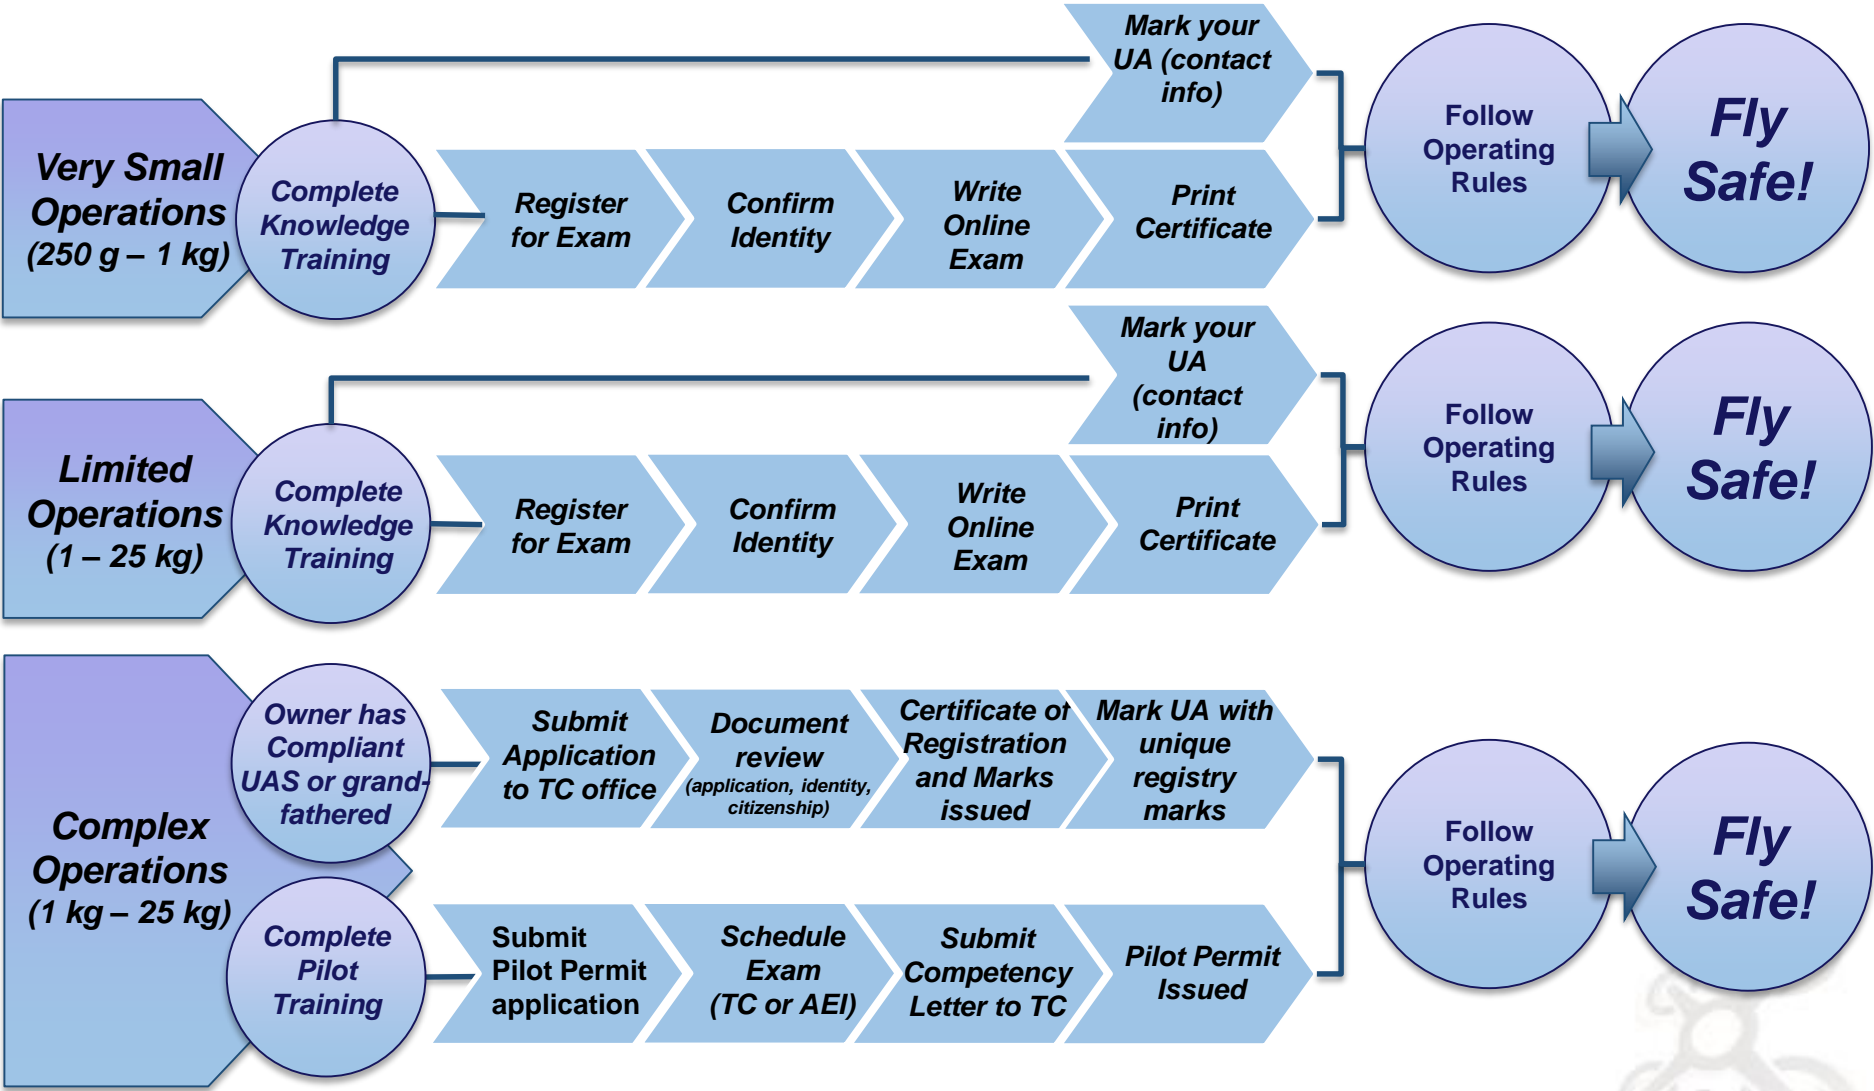 Very Small
Operations
(250 g – 1 kg)
Complete
Knowledge
Training
Mark your
UA (contact
info)
Register
for Exam
Confirm
Identity
Write
Online
Exam
Print
Certificate
Follow
Operating
Rules
Fly
Safe!
Limited
Operations
(1 – 25 kg)
Complete
Knowledge
Training
Mark your
UA
(contact
info)
Register
for Exam
Confirm
Identity
Write
Online
Exam
Print
Certificate
Follow
Operating
Rules
Fly
Safe!
Complex
Operations
(1 kg – 25 kg)
Owner has
Compliant
UAS or grand-
fathered
Submit
Application
to TC office
Document
review
(application, identity,
citizenship)
Certificate of
Registration
and Marks
issued
Mark UA with
unique
registry
marks
Complete
Pilot
Training
Submit
Pilot Permit
application
Schedule
Exam
(TC or AEI)
Submit
Competency
Letter to TC
Pilot Permit
Issued
Follow
Operating
Rules
Fly
Safe!